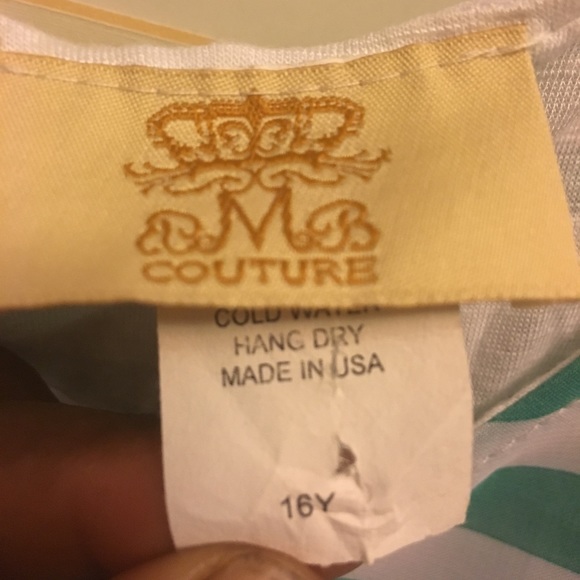 BMB
COUTURE
COLD WATER
HANG DRY
MADE IN USA
16Y